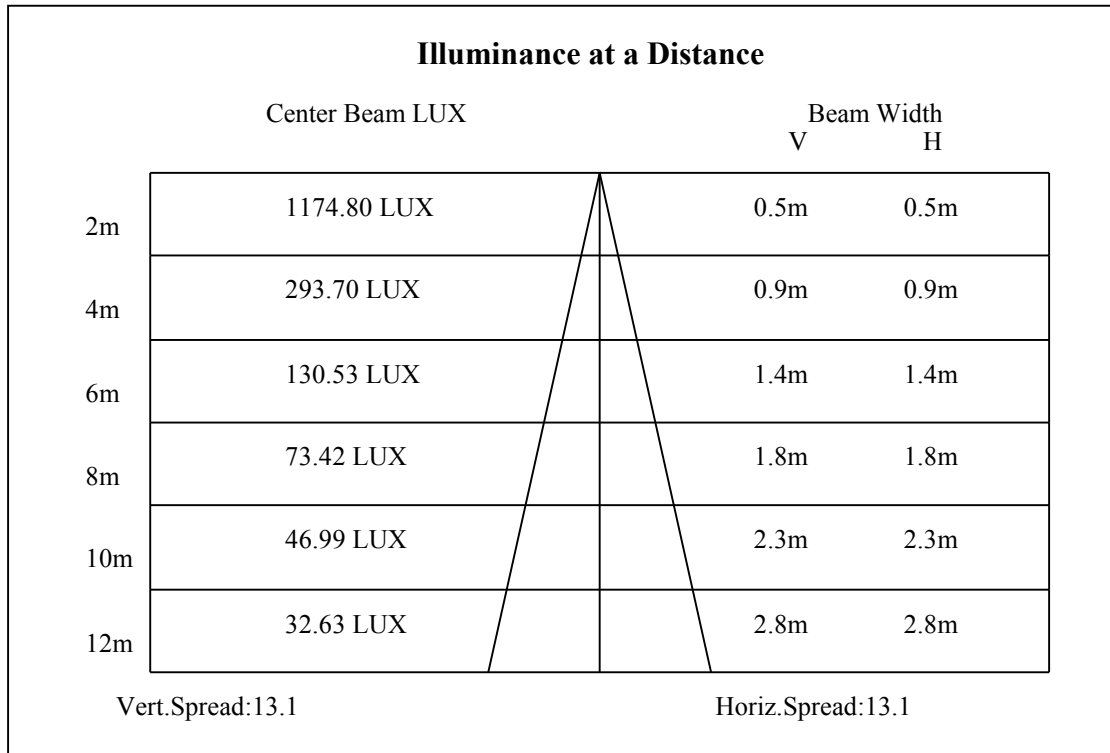 Illuminance at a Distance
Center Beam LUX Beam Width
V H
2m 1174.80 LUX 0.5m 0.5m
4m 293.70 LUX 0.9m 0.9m
6m 130.53 LUX 1.4m 1.4m
8m 73.42 LUX 1.8m 1.8m
10m 46.99 LUX 2.3m 2.3m
12m 32.63 LUX 2.8m 2.8m
Vert.Spread:13.1 Horiz.Spread:13.1